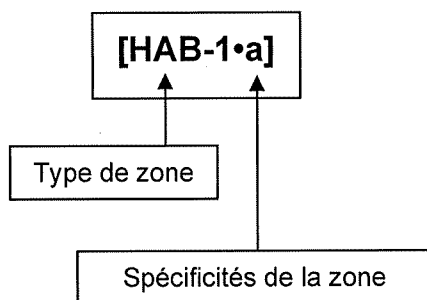 [HAB-1•a]
Type de zone
Spécificités de la zone